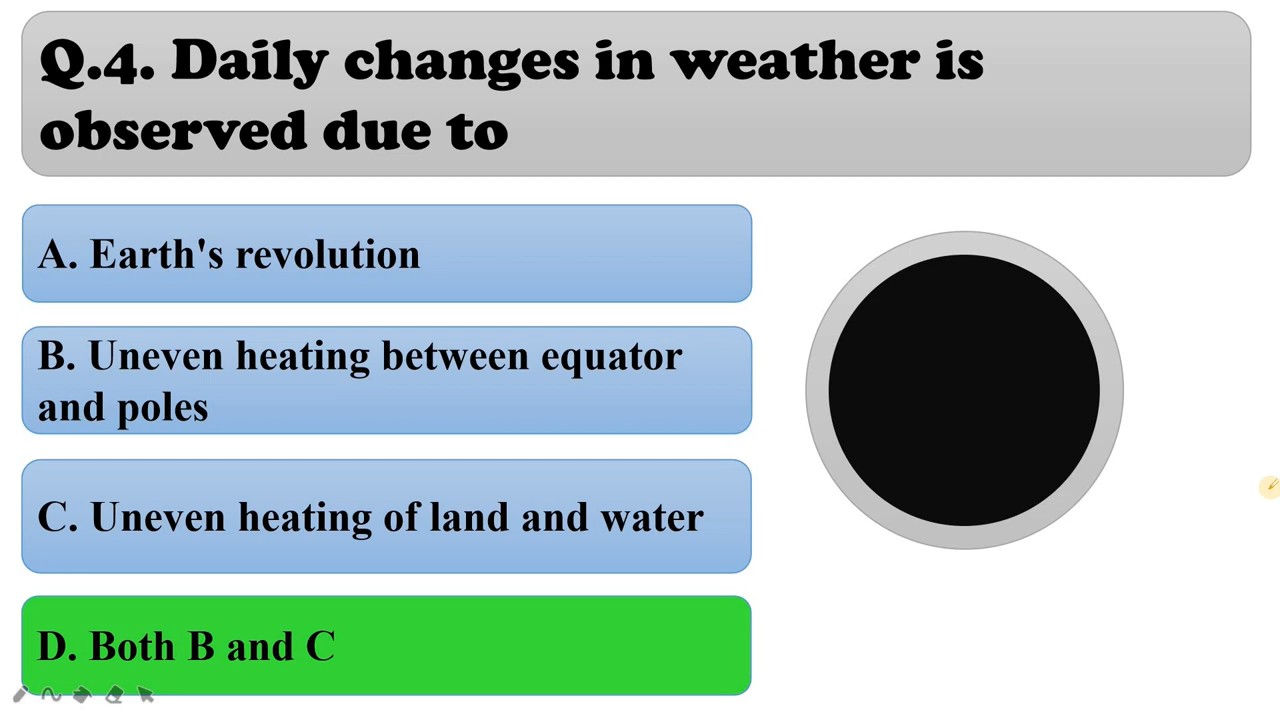 Q.4. Daily changes in weather is
observed due to
A. Earth's revolution
B. Uneven heating between equator
and poles
C. Uneven heating of land and water
D. Both B and C